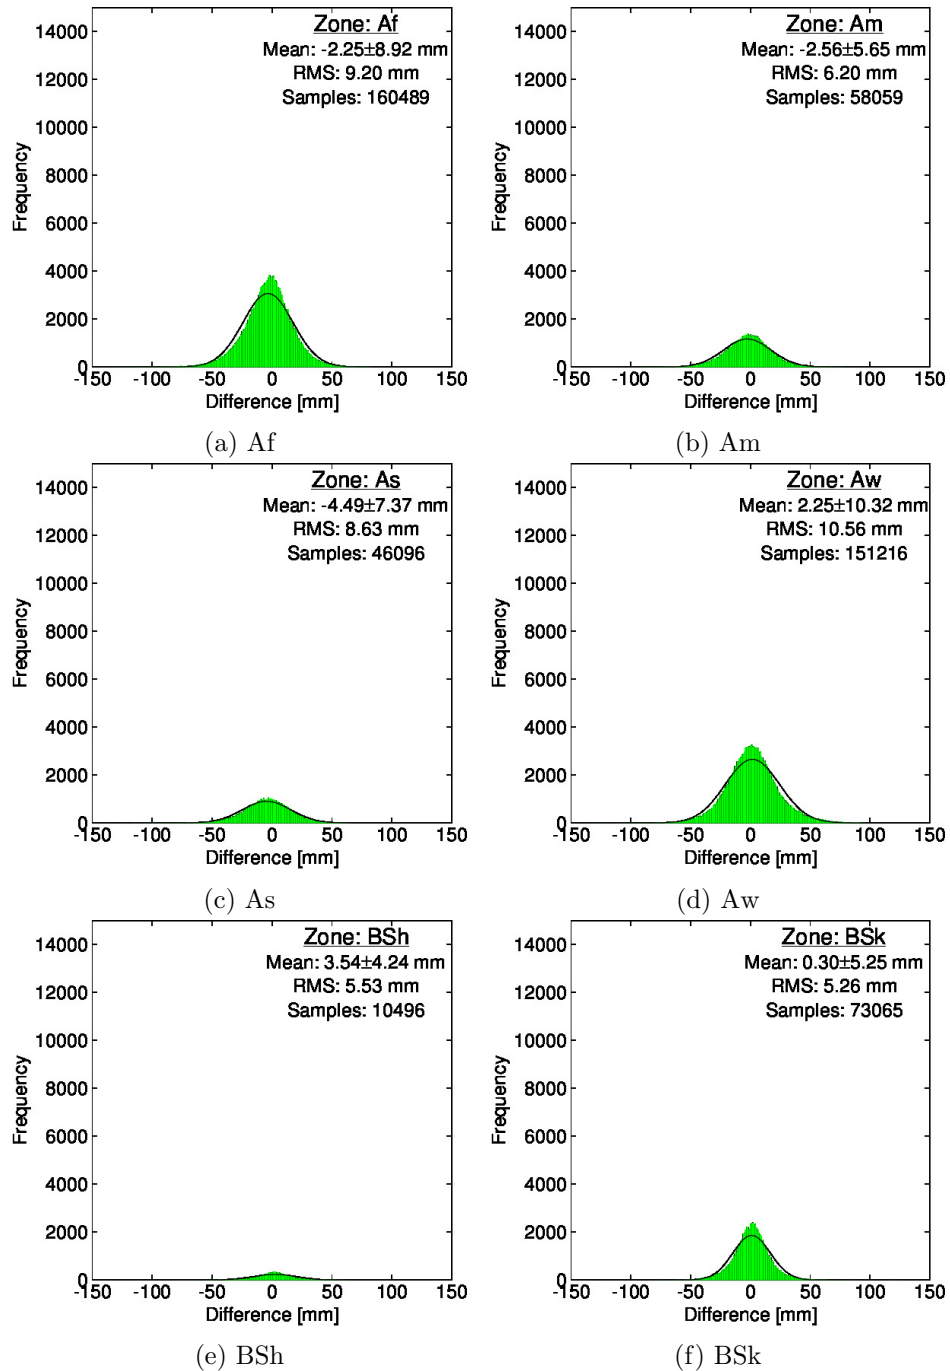 Zone: Af
Mean: -2.25±8.92 mm
RMS: 9.20 mm
Samples: 160489
14000
12000
10000
8000
6000
4000
2000
0
Frequency
-150 -100 -50 0 50 100 150
Difference [mm]
(a) Af
Zone: Am
Mean: -2.56±5.65 mm
RMS: 6.20 mm
Samples: 58059
14000
12000
10000
8000
6000
4000
2000
0
Frequency
-150 -100 -50 0 50 100 150
Difference [mm]
(b) Am
Zone: As
Mean: -4.49±7.37 mm
RMS: 8.63 mm
Samples: 46096
14000
12000
10000
8000
6000
4000
2000
0
Frequency
-150 -100 -50 0 50 100 150
Difference [mm]
(c) As
Zone: Aw
Mean: 2.25±10.32 mm
RMS: 10.56 mm
Samples: 151216
14000
12000
10000
8000
6000
4000
2000
0
Frequency
-150 -100 -50 0 50 100 150
Difference [mm]
(d) Aw
Zone: BSh
Mean: 3.54±4.24 mm
RMS: 5.53 mm
Samples: 10496
14000
12000
10000
8000
6000
4000
2000
0
Frequency
-150 -100 -50 0 50 100 150
Difference [mm]
(e) BSh
Zone: BSk
Mean: 0.30±5.25 mm
RMS: 5.26 mm
Samples: 73065
14000
12000
10000
8000
6000
4000
2000
0
Frequency
-150 -100 -50 0 50 100 150
Difference [mm]
(f) BSk